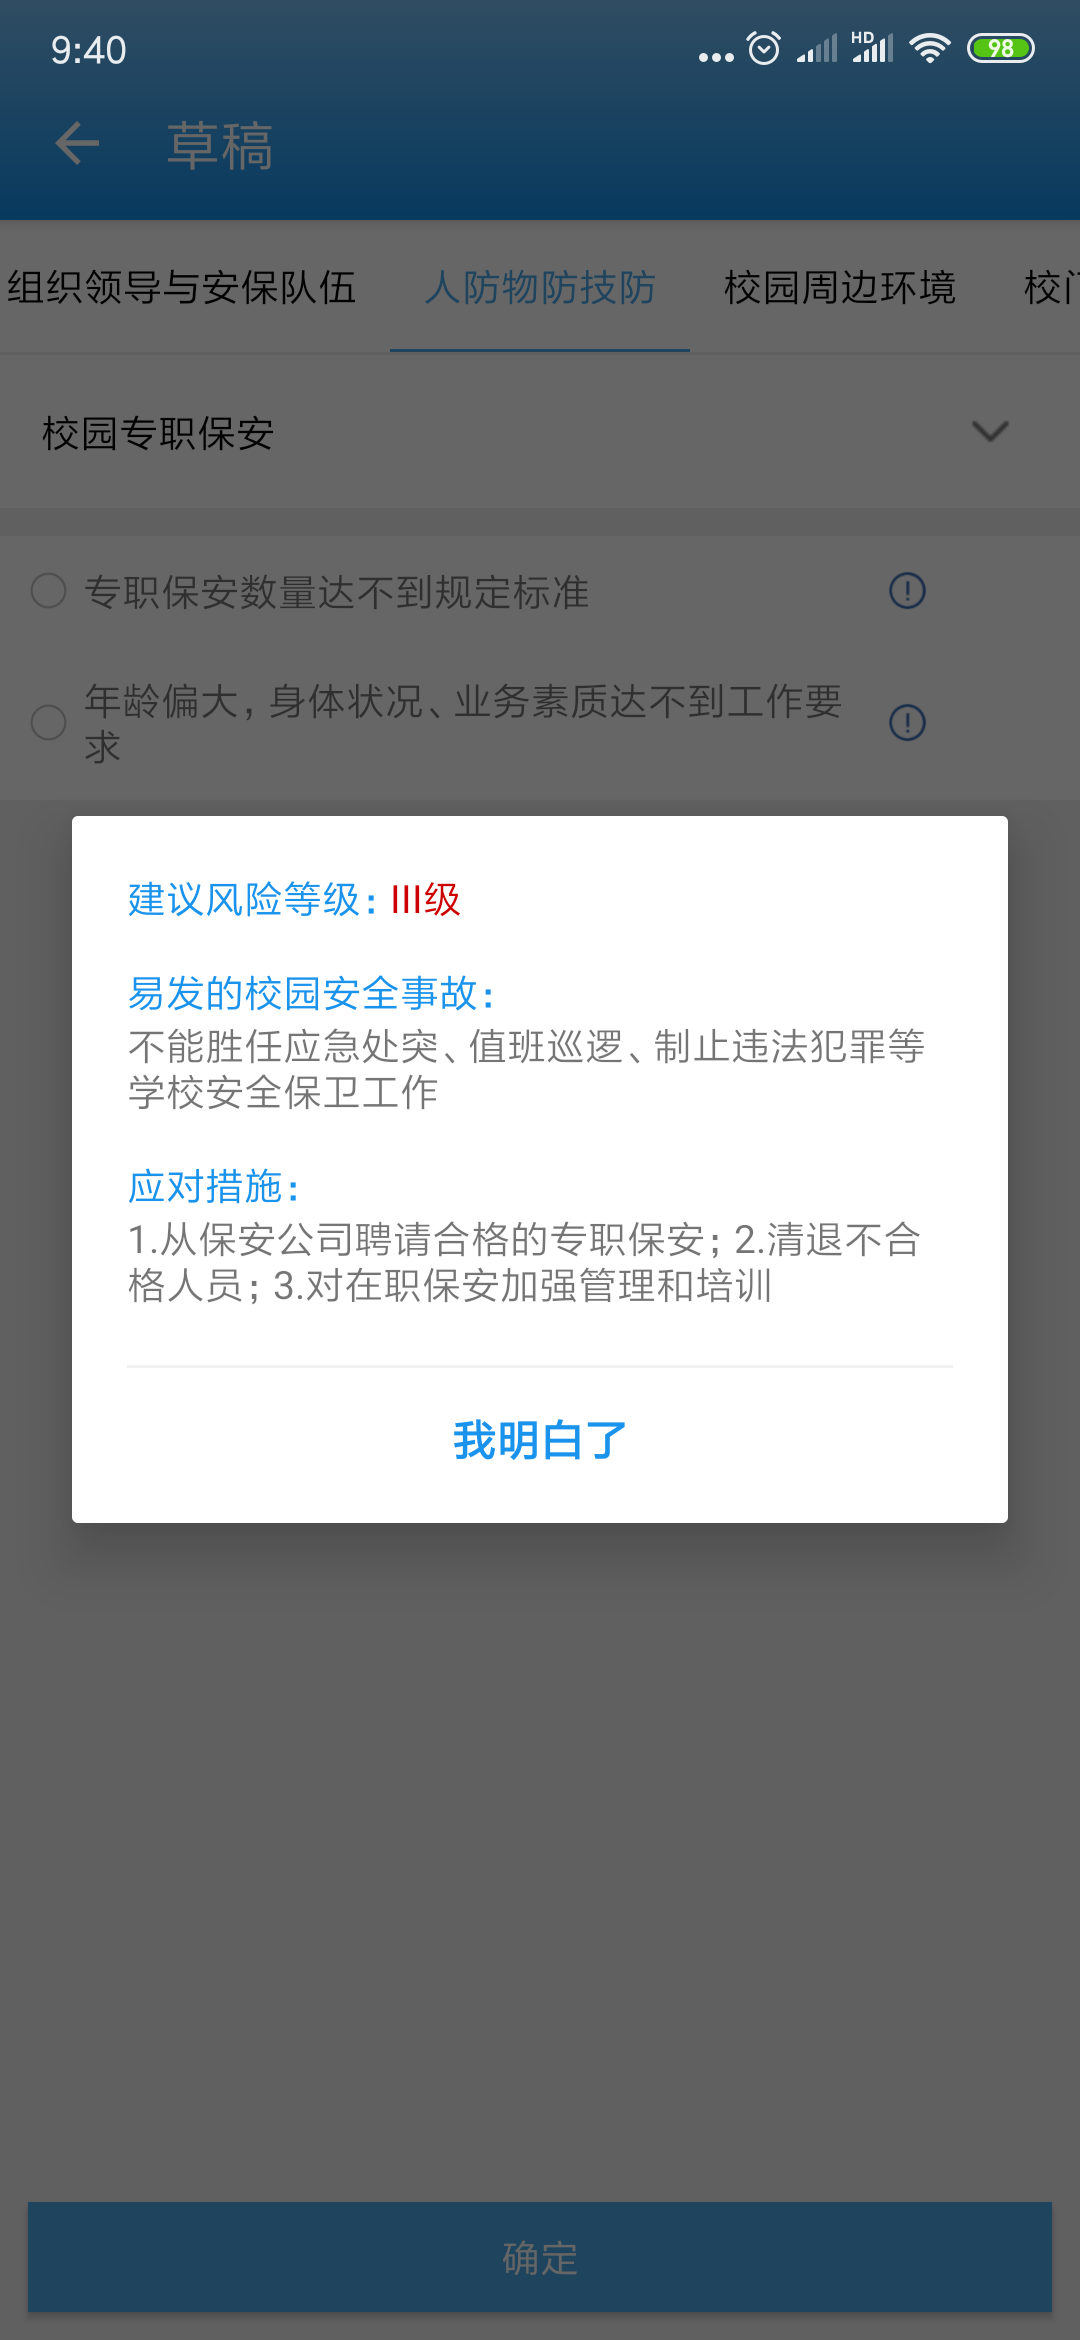 9:40
HD
98
草稿
组织领导与安保队伍 人防物防技防 校园周边环境 校门
校园专职保安
专职保安数量达不到规定标准
年龄偏大，身体状况、业务素质达不到工作要
求
建议风险等级：III级
易发的校园安全事故：
不能胜任应急处突、值班巡逻、制止违法犯罪等
学校安全保卫工作
应对措施：
1.从保安公司聘请合格的专职保安；2.清退不合
格人员；3.对在职保安加强管理和培训
我明白了
确定